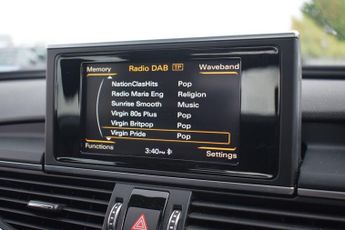 Memory Radio DAB TP Waveband
NationClasHits Pop
Radio Maria Eng Religion
Sunrise Smooth Music
Virgin 80s Plus Pop
Virgin Britpop Pop
Virgin Pride Pop
Functions 3:40PM Settings